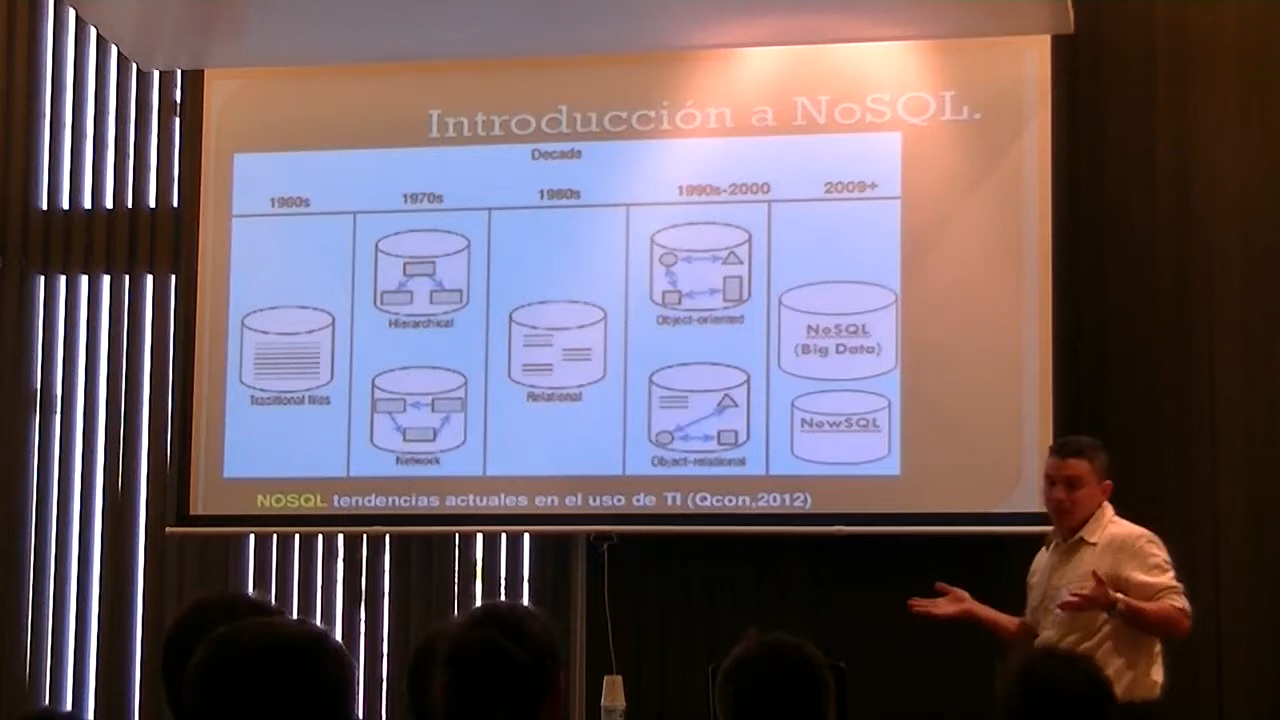 Introducción a NoSQL.
Decade
1960s 1970s 1980s 1990s-2000 2009+
Hierarchical
Object-oriented
NoSQL
(Big Data)
Traditional files
Relational
NewSQL
Network
Object-relational
NOSQL tendencias actuales en el uso de TI (Qcon,2012)